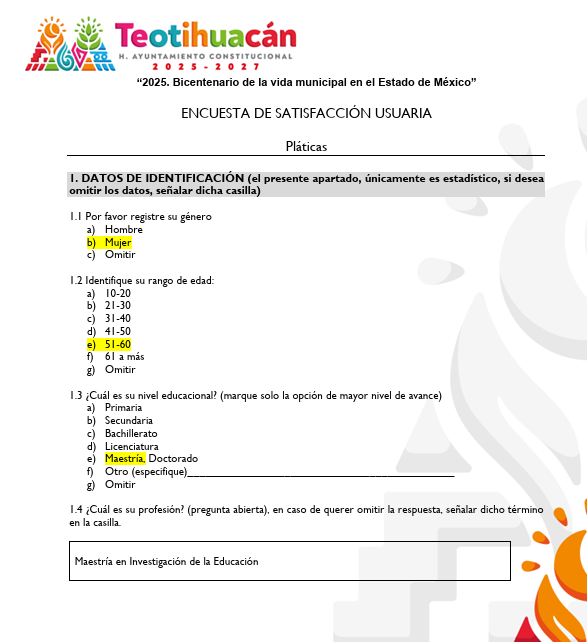 Teotihuacán
H. AYUNTAMIENTO CONSTITUCIONAL
2025 - 2027
“2025. Bicentenario de la vida municipal en el Estado de México”
ENCUESTA DE SATISFACCIÓN USUARIA
Pláticas
1. DATOS DE IDENTIFICACIÓN (el presente apartado, únicamente es estadístico, si desea
omitir los datos, señalar dicha casilla)
1.1 Por favor registre su género
a) Hombre
b) Mujer
c) Omitir
1.2 Identifique su rango de edad:
a) 10-20
b) 21-30
c) 31-40
d) 41-50
e) 51-60
f) 61 a más
g) Omitir
1.3 ¿Cuál es su nivel educacional? (marque solo la opción de mayor nivel de avance)
a) Primaria
b) Secundaria
c) Bachillerato
d) Licenciatura
e) Maestría, Doctorado
f) Otro (especifique)____________________________________________
g) Omitir
1.4 ¿Cuál es su profesión? (pregunta abierta), en caso de querer omitir la respuesta, señalar dicho término
en la casilla.
Maestría en Investigación de la Educación